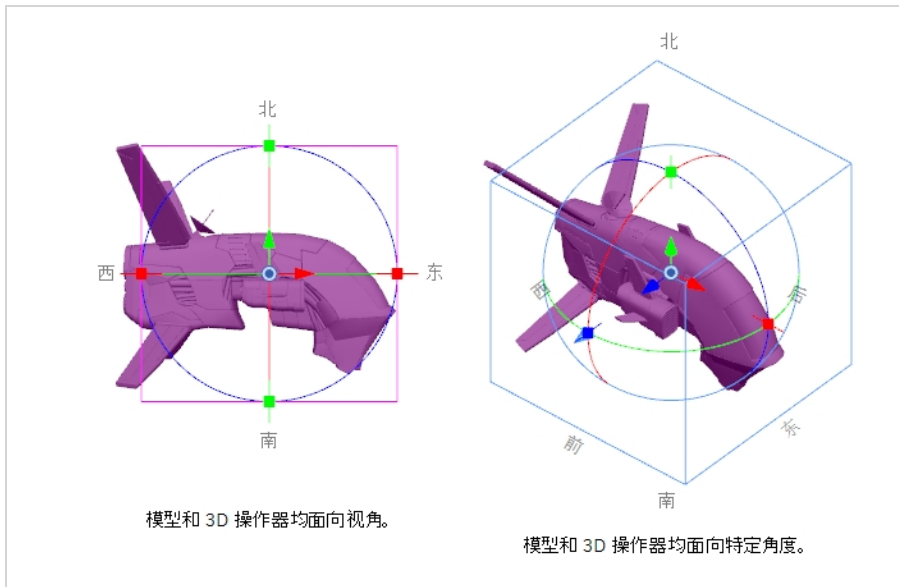 北
西
东
南
模型和 3D 操作器均面向视角。
北
西
后
前
东
南
模型和 3D 操作器均面向特定角度。